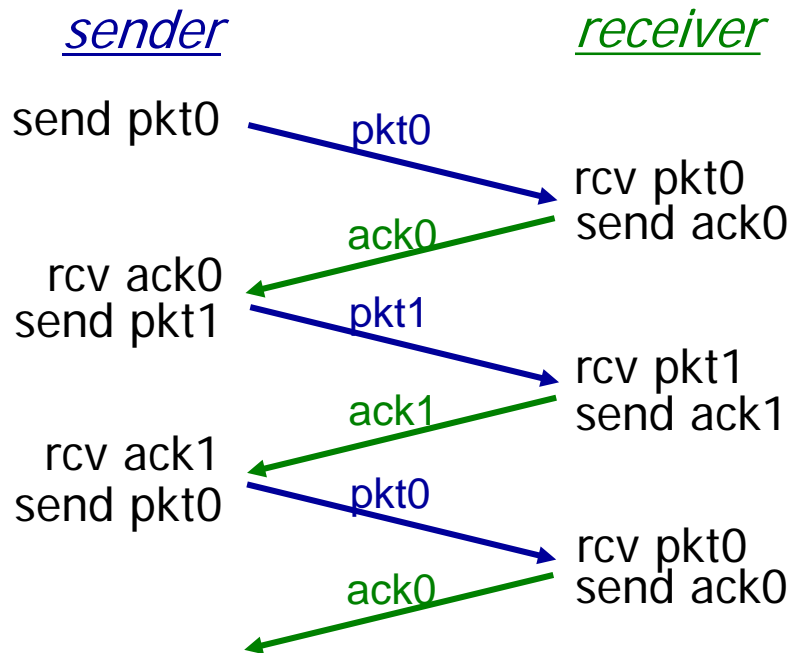 sender
receiver
send pkt0
pkt0
rcv pkt0
send ack0
ack0
rcv ack0
send pkt1
pkt1
rcv pkt1
send ack1
ack1
rcv ack1
send pkt0
pkt0
rcv pkt0
send ack0
ack0